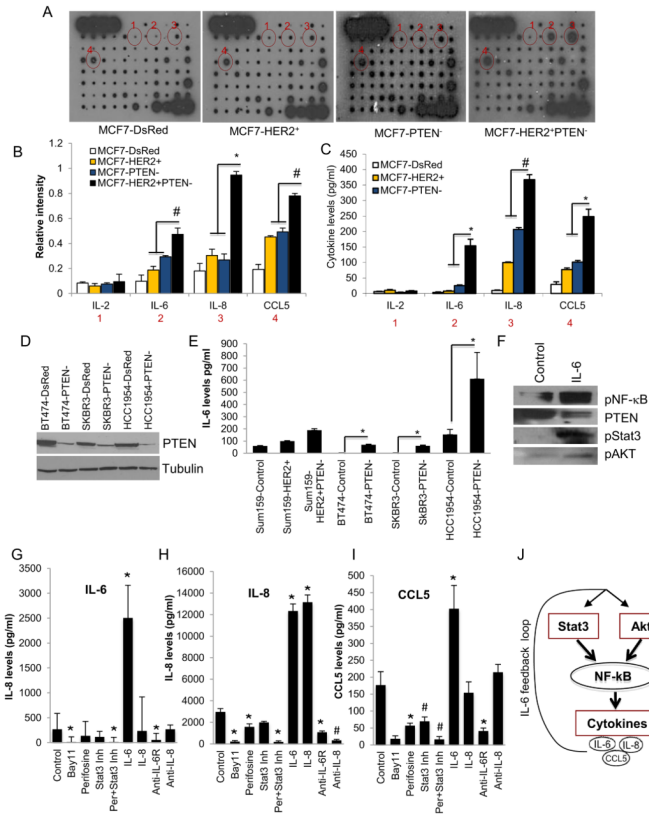 A
1 2 3
4
1 2 3
4
1 2 3
4
1 2 3
4
MCF7-DsRed
MCF7-HER2+
MCF7-PTEN-
MCF7-HER2+PTEN-
B
MCF7-DsRed
MCF7-HER2+
MCF7-PTEN-
MCF7-HER2+PTEN-
Relative intensity
1.2
1
0.8
0.6
0.4
0.2
0
#
*
#
IL-2
IL-6
IL-8
CCL5
1
2
3
4
C
MCF7-DsRed
MCF7-HER2+
MCF7-PTEN-
MCF7-HER2+PTEN-
Cytokine levels (pg/ml)
450
400
350
300
250
200
150
100
50
0
*
#
*
IL-2
IL-6
IL-8
CCL5
1
2
3
4
D
BT474-DsRed
BT474-PTEN-
SKBR3-DsRed
SKBR3-PTEN-
HCC1954-DsRed
HCC1954-PTEN-
PTEN
Tubulin
E
IL-6 levels pg/ml
900
800
700
600
500
400
300
200
100
0
*
*
*
Sum159-Control
Sum159-HER2+
Sum159-
HER2+PTEN-
BT474-Control
BT474-PTEN-
SKBR3-Control
SkBR3-PTEN-
HCC1954-Control
HCC1954-PTEN-
F
Control
IL-6
pNF-κB
PTEN
pStat3
pAKT
G
IL-6
IL-8 levels (pg/ml)
3500
3000
2500
2000
1500
1000
500
0
*
*
*
*
Control
Bay11
Perifosine
Stat3 Inh
Per+Stat3 Inh
IL-6
IL-8
Anti-IL-6R
Anti-IL-8
H
IL-8
IL-8 levels (pg/ml)
16000
14000
12000
10000
8000
6000
4000
2000
0
*
*
*
*
*
*
#
Control
Bay11
Perifosine
Stat3 Inh
Per+Stat3 Inh
IL-6
IL-8
Anti-IL-6R
Anti-IL-8
I
CCL5
CCL5 levels (pg/ml)
500
450
400
350
300
250
200
150
100
50
0
*
#
#
*
*
Control
Bay11
Perifosine
Stat3 Inh
Per+Stat3 Inh
IL-6
IL-8
Anti-IL-6R
Anti-IL-8
J
IL-6 feedback loop
Stat3
Akt
NF-kB
Cytokines
IL-6
IL-8
CCL5